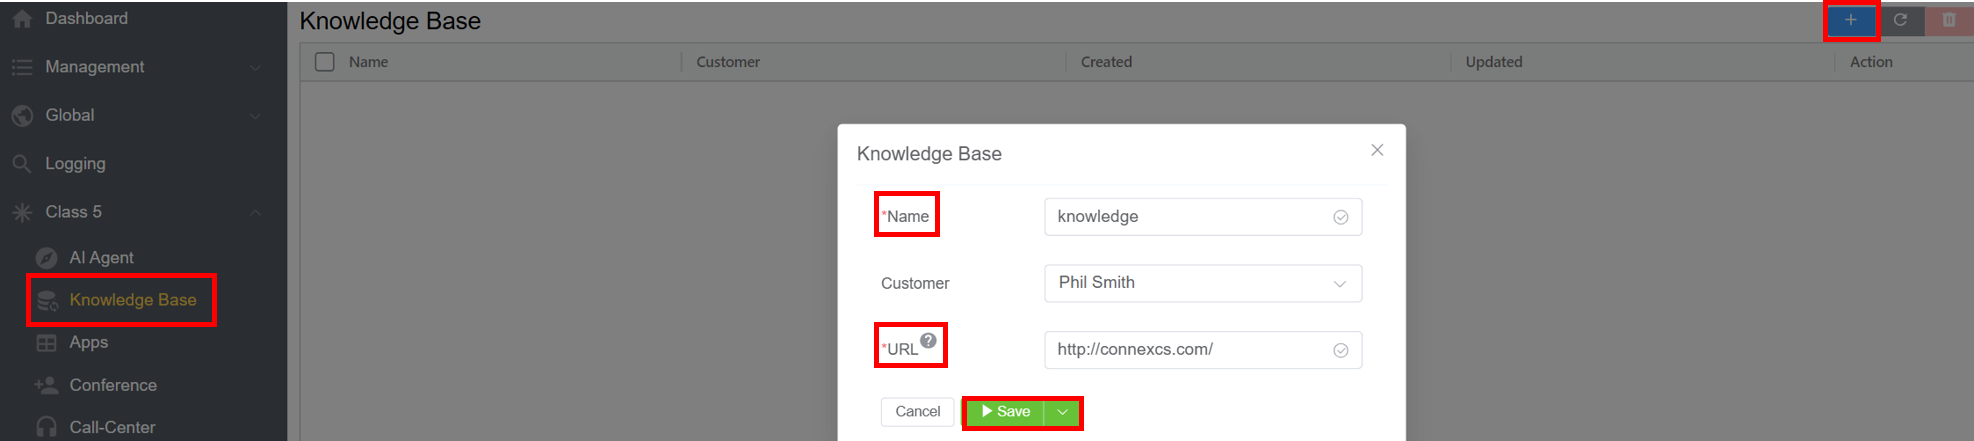 Dashboard
Management
Global
Logging
Class 5
AI Agent
Knowledge Base
Apps
Conference
Call-Center
Knowledge Base
+
Name Customer Created Updated Action
Knowledge Base
*Name knowledge
Customer Phil Smith
*URL ? http://connexcs.com/
Cancel Save